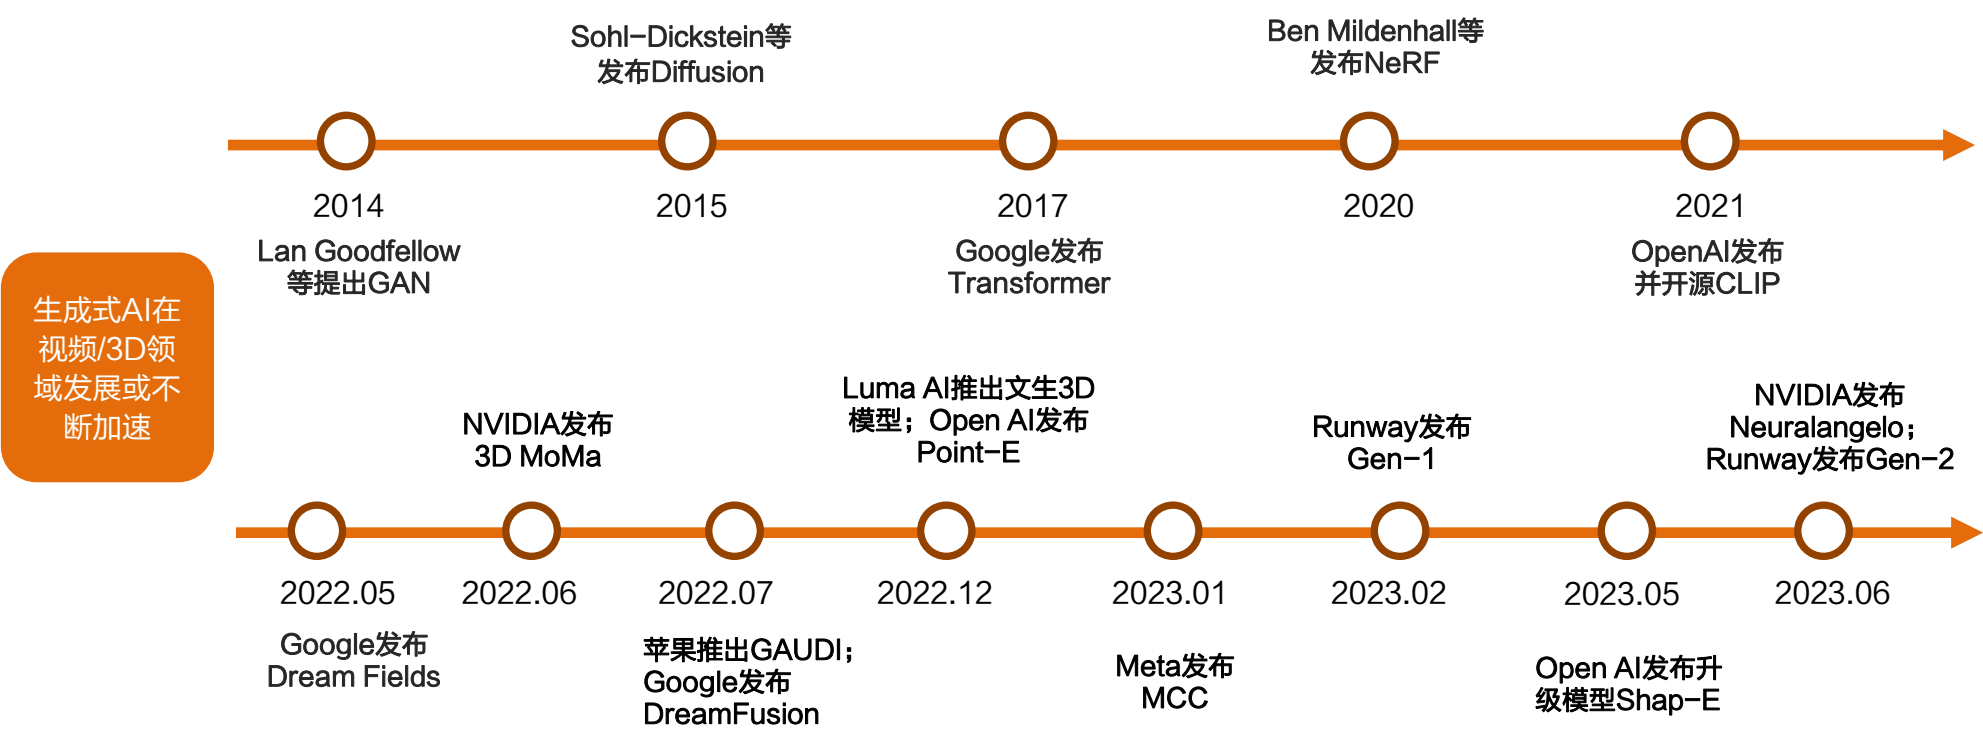 Sohl-Dickstein等
发布Diffusion
Ben Mildenhall等
发布NeRF
2014
2015
2017
2020
2021
Lan Goodfellow
等提出GAN
Google发布
Transformer
OpenAI发布
并开源CLIP
生成式AI在
视频/3D领
域发展或不
断加速
NVIDIA发布
3D MoMa
Luma AI推出文生3D
模型；Open AI发布
Point-E
Runway发布
Gen-1
NVIDIA发布
Neuralangelo；
Runway发布Gen-2
2022.05
2022.06
2022.07
2022.12
2023.01
2023.02
2023.05
2023.06
Google发布
Dream Fields
苹果推出GAUDI；
Google发布
DreamFusion
Meta发布
MCC
Open AI发布升
级模型Shap-E